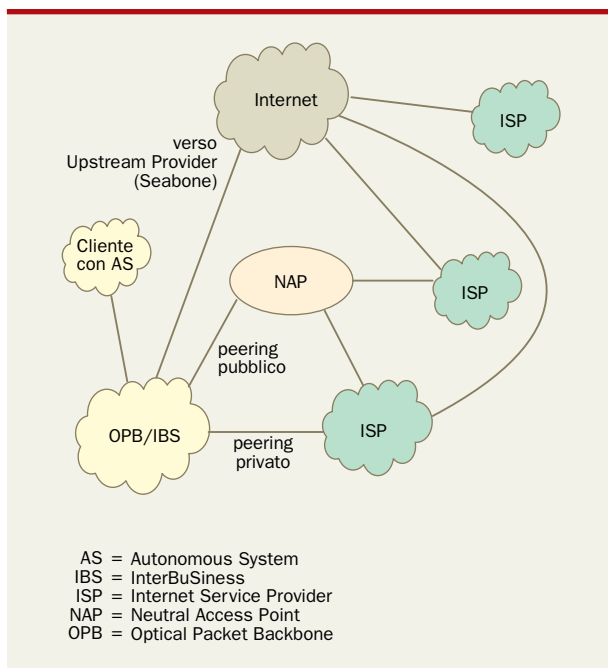 Internet
ISP
verso
Upstream Provider
(Seabone)
Cliente
con AS
NAP
ISP
peering
pubblico
OPB/IBS
peering
privato
ISP
AS = Autonomous System
IBS = InterBuSiness
ISP = Internet Service Provider
NAP = Neutral Access Point
OPB = Optical Packet Backbone